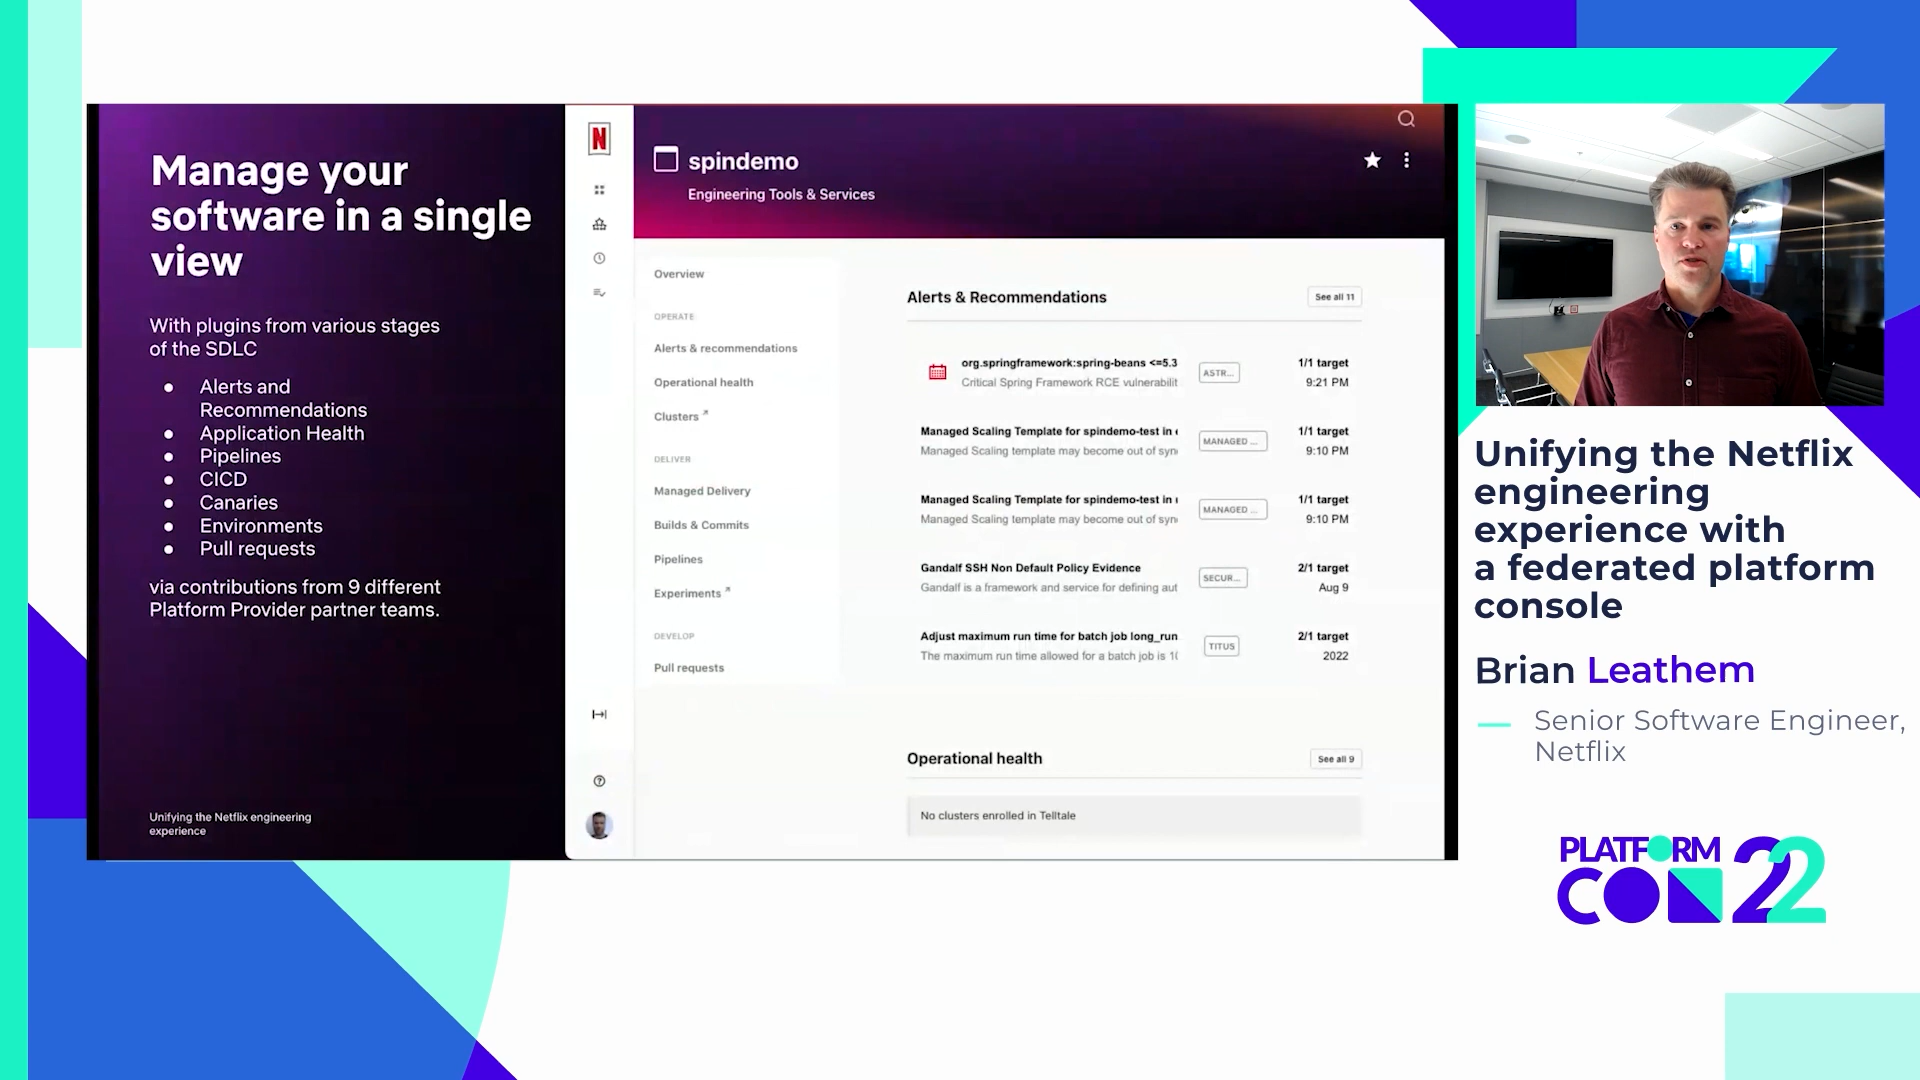 Manage your
software in a single
view
With plugins from various stages
of the SDLC
● Alerts and
Recommendations
● Application Health
● Pipelines
● CICD
● Canaries
● Environments
● Pull requests
via contributions from 9 different
Platform Provider partner teams.
Unifying the Netflix engineering
experience
N
spindemo
Engineering Tools & Services
Overview
OPERATE
Alerts & recommendations
Operational health
Clusters
DELIVER
Managed Delivery
Builds & Commits
Pipelines
Experiments
DEVELOP
Pull requests
Alerts & Recommendations
See all 11
org.springframework:spring-beans <=5.3
Critical Spring Framework RCE vulnerabilit
ASTR...
1/1 target
9:21 PM
Managed Scaling Template for spindemo-test in
Managed Scaling template may become out of syn
MANAGED ...
1/1 target
9:10 PM
Managed Scaling Template for spindemo-test in
Managed Scaling template may become out of syn
MANAGED ...
1/1 target
9:10 PM
Gandalf SSH Non Default Policy Evidence
Gandalf is a framework and service for defining aut
SECUR...
2/1 target
Aug 9
Adjust maximum run time for batch job long_run
The maximum run time allowed for a batch job is
TITUS
2/1 target
2022
Operational health
See all 9
No clusters enrolled in Telltale
Unifying the Netflix
engineering
experience with
a federated platform
console
Brian Leathem
Senior Software Engineer,
Netflix
PLATFORM
CON 22